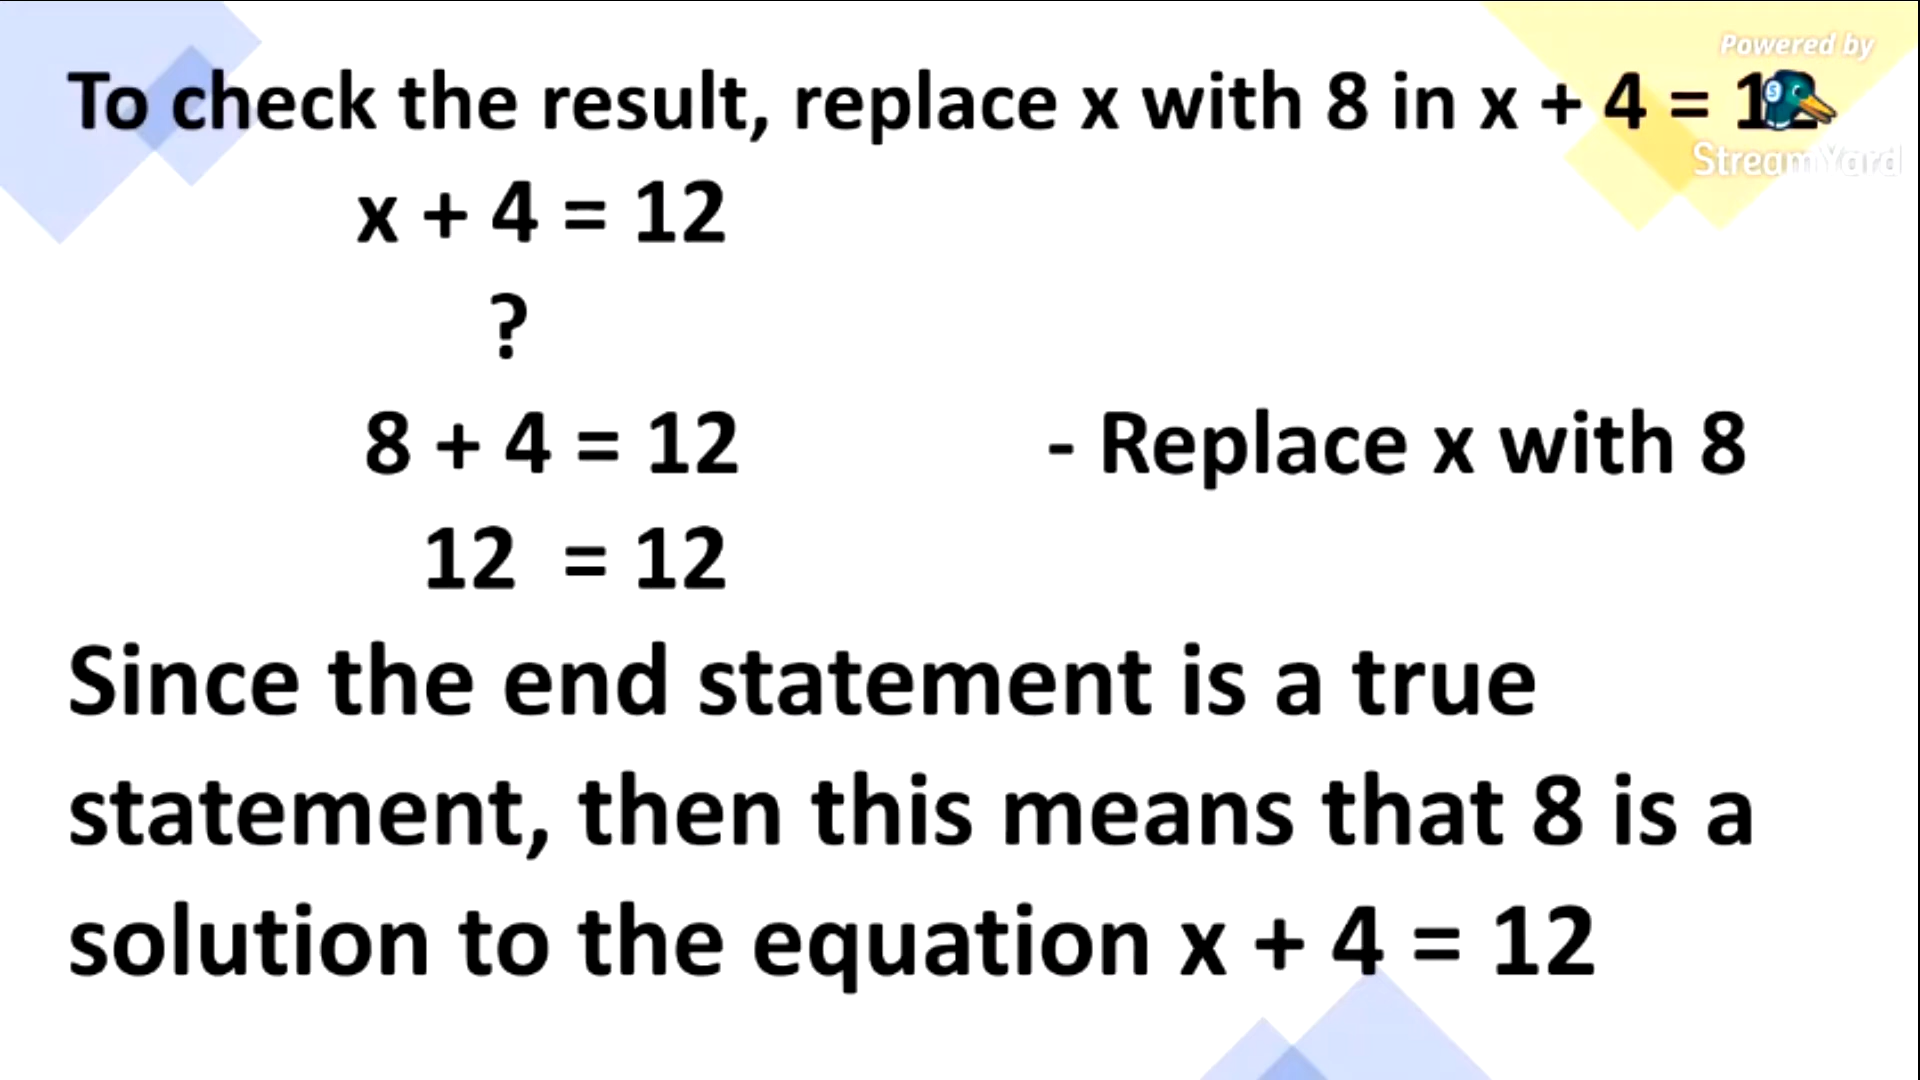 Powered by
To check the result, replace x with 8 in x + 4 = 12
StreamYard
x + 4 = 12
?
8 + 4 = 12 - Replace x with 8
12 = 12
Since the end statement is a true
statement, then this means that 8 is a
solution to the equation x + 4 = 12